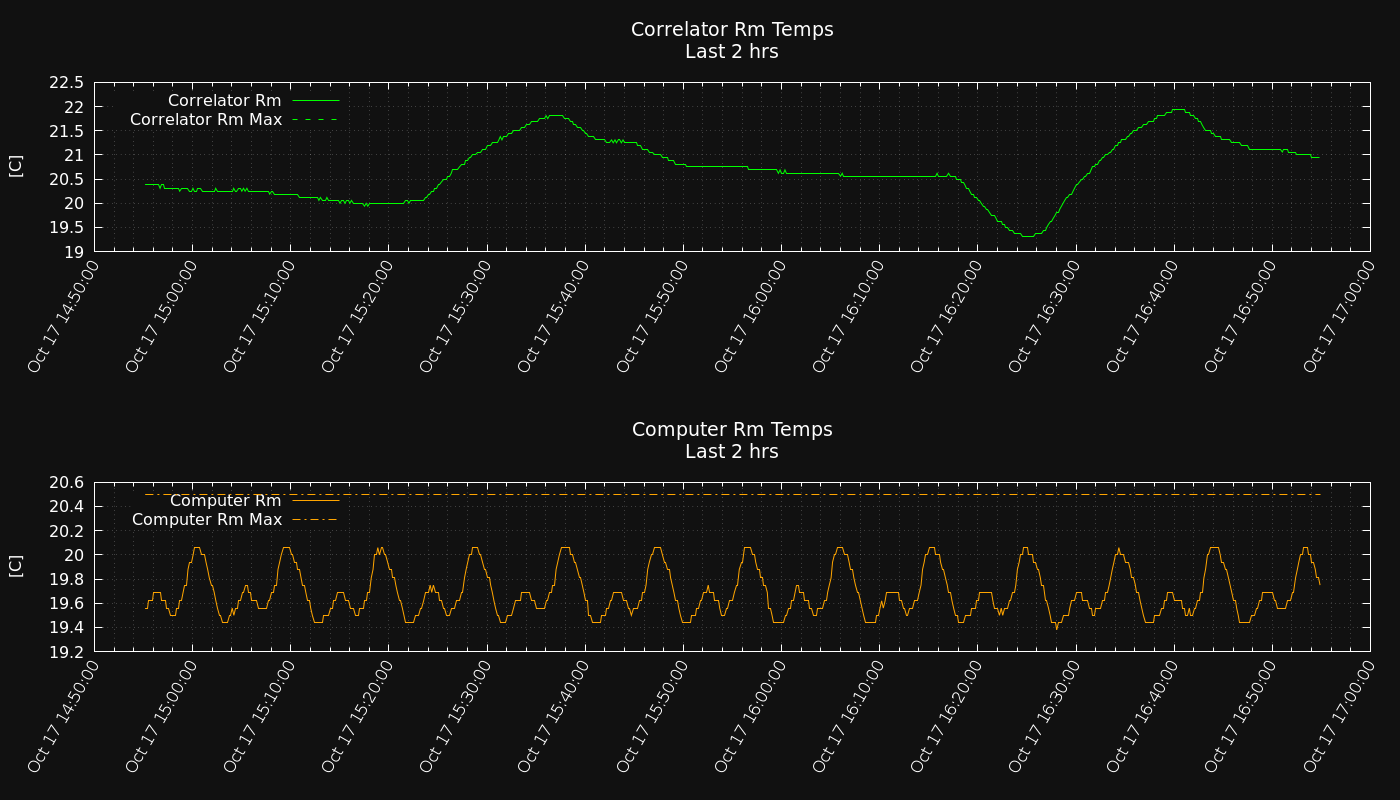 Correlator Rm Temps
Last 2 hrs
[C]
22.5
22
21.5
21
20.5
20
19.5
19
Correlator Rm
Correlator Rm Max
Oct 17 14:50:00
Oct 17 15:00:00
Oct 17 15:10:00
Oct 17 15:20:00
Oct 17 15:30:00
Oct 17 15:40:00
Oct 17 15:50:00
Oct 17 16:00:00
Oct 17 16:10:00
Oct 17 16:20:00
Oct 17 16:30:00
Oct 17 16:40:00
Oct 17 16:50:00
Oct 17 17:00:00
Computer Rm Temps
Last 2 hrs
[C]
20.6
20.4
20.2
20
19.8
19.6
19.4
19.2
Computer Rm
Computer Rm Max
Oct 17 14:50:00
Oct 17 15:00:00
Oct 17 15:10:00
Oct 17 15:20:00
Oct 17 15:30:00
Oct 17 15:40:00
Oct 17 15:50:00
Oct 17 16:00:00
Oct 17 16:10:00
Oct 17 16:20:00
Oct 17 16:30:00
Oct 17 16:40:00
Oct 17 16:50:00
Oct 17 17:00:00